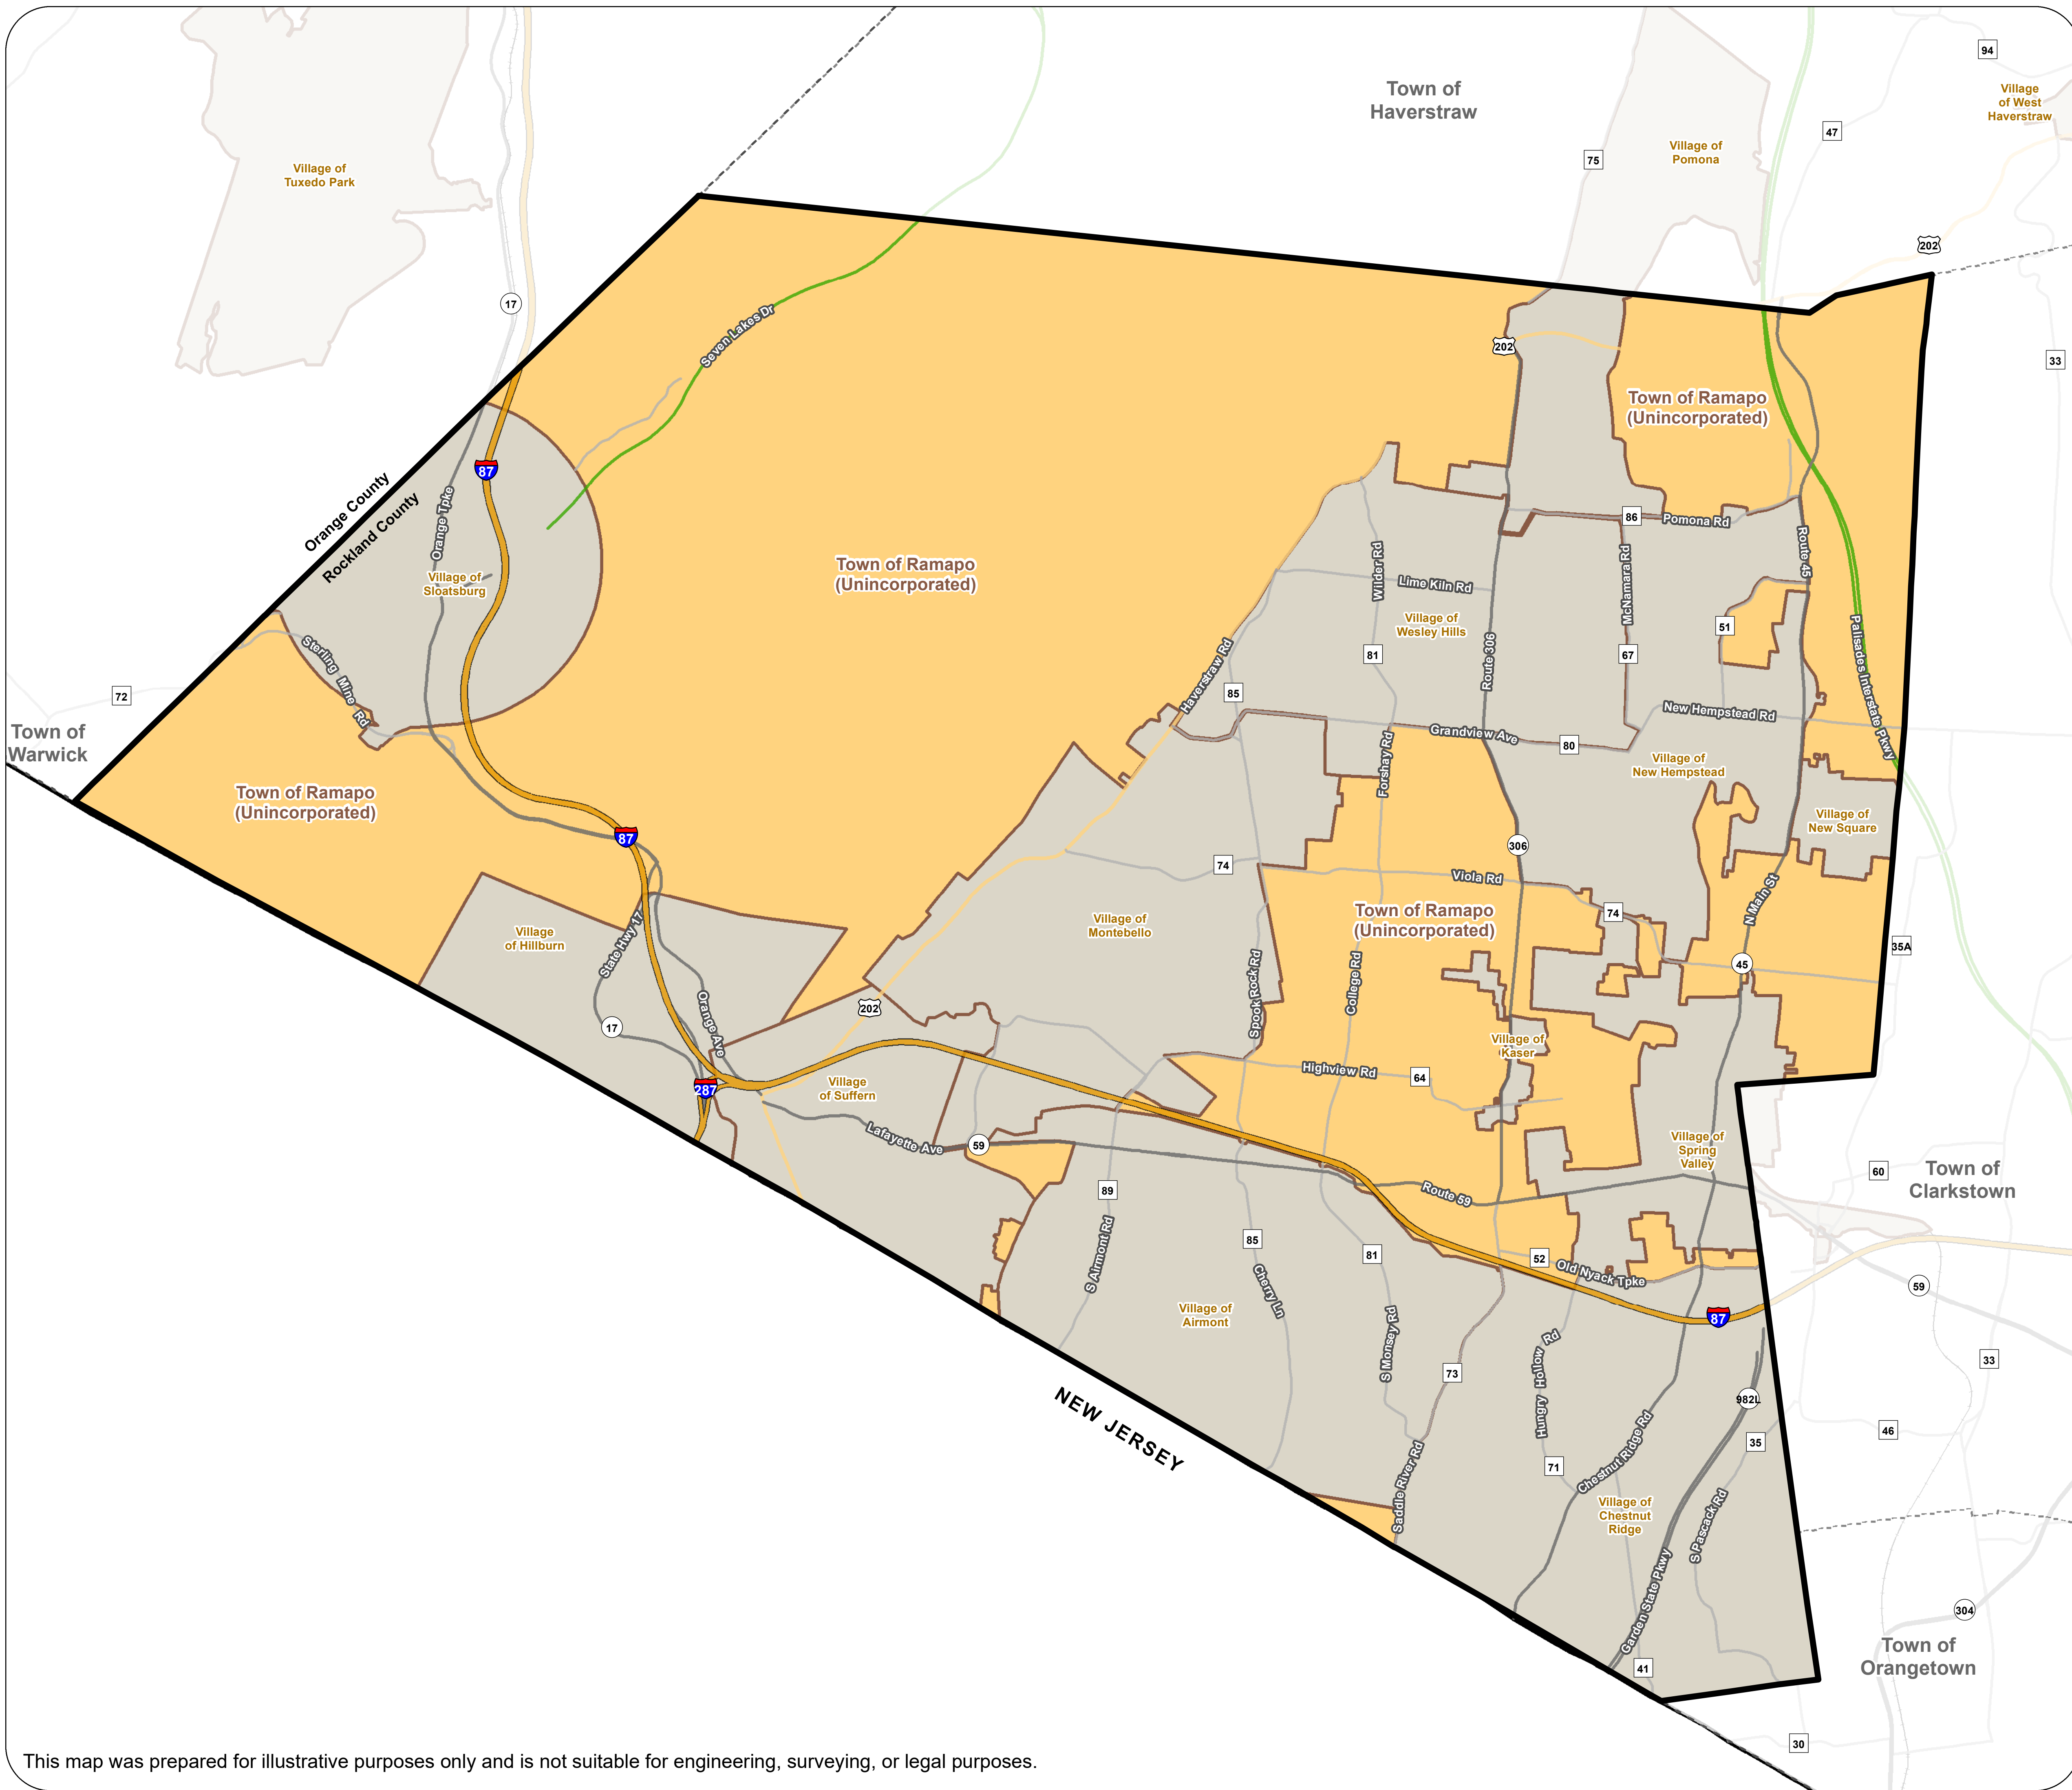 94
Village
of West
Haverstraw
Town of
Haverstraw
47
Village of
Pomona
75
Village of
Tuxedo Park
202
17
Seven Lakes Dr
202
33
Town of Ramapo
(Unincorporated)
87
Orange County
Rockland County
Orange Tpke
86
Pomona Rd
Route 45
Wilder Rd
McNamara Rd
Lime Kiln Rd
Town of Ramapo
(Unincorporated)
Village of
Sloatsburg
Village of
Wesley Hills
51
Sterling Mine Rd
Haverstraw Rd
81
Route 306
67
Palisades Interstate Pkwy
72
85
New Hempstead Rd
Town of
Warwick
Grandview Ave
80
Forshay Rd
Village of
New Hempstead
Town of Ramapo
(Unincorporated)
Village of
New Square
87
306
74
Viola Rd
N Main St
Town of Ramapo
(Unincorporated)
74
Village of
Montebello
Village
of Hillburn
State Hwy 17
35A
45
Spook Rock Rd
College Rd
202
Orange Ave
17
Village of
Kaser
Highview Rd
64
287
Village
of Suffern
Lafayette Ave
59
Village of
Spring
Valley
60
Town of
Clarkstown
89
Route 59
S Airmont Rd
85
81
52
Old Nyack Tpke
Cherry Ln
59
Village of
Airmont
87
S Monsey Rd
Hungry Hollow Rd
33
73
982L
NEW JERSEY
Chestnut Ridge Rd
46
35
71
Saddle River Rd
Village of
Chestnut
Ridge
S Pascack Rd
Garden State Pkwy
304
Town of
Orangetown
41
30
This map was prepared for illustrative purposes only and is not suitable for engineering, surveying, or legal purposes.